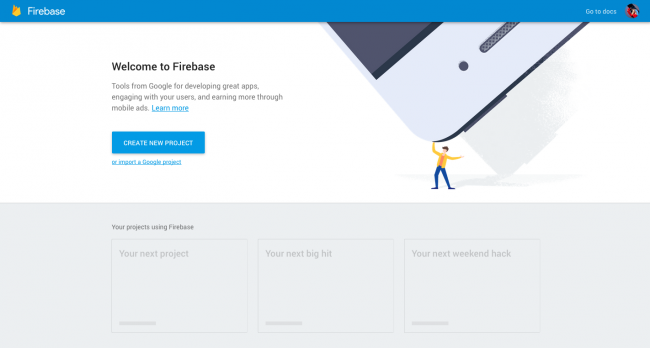 Firebase
Go to docs
Welcome to Firebase
Tools from Google for developing great apps,
engaging with your users, and earning more through
mobile ads. Learn more
CREATE NEW PROJECT
or import a Google project
Your projects using Firebase
Your next project
Your next big hit
Your next weekend hack